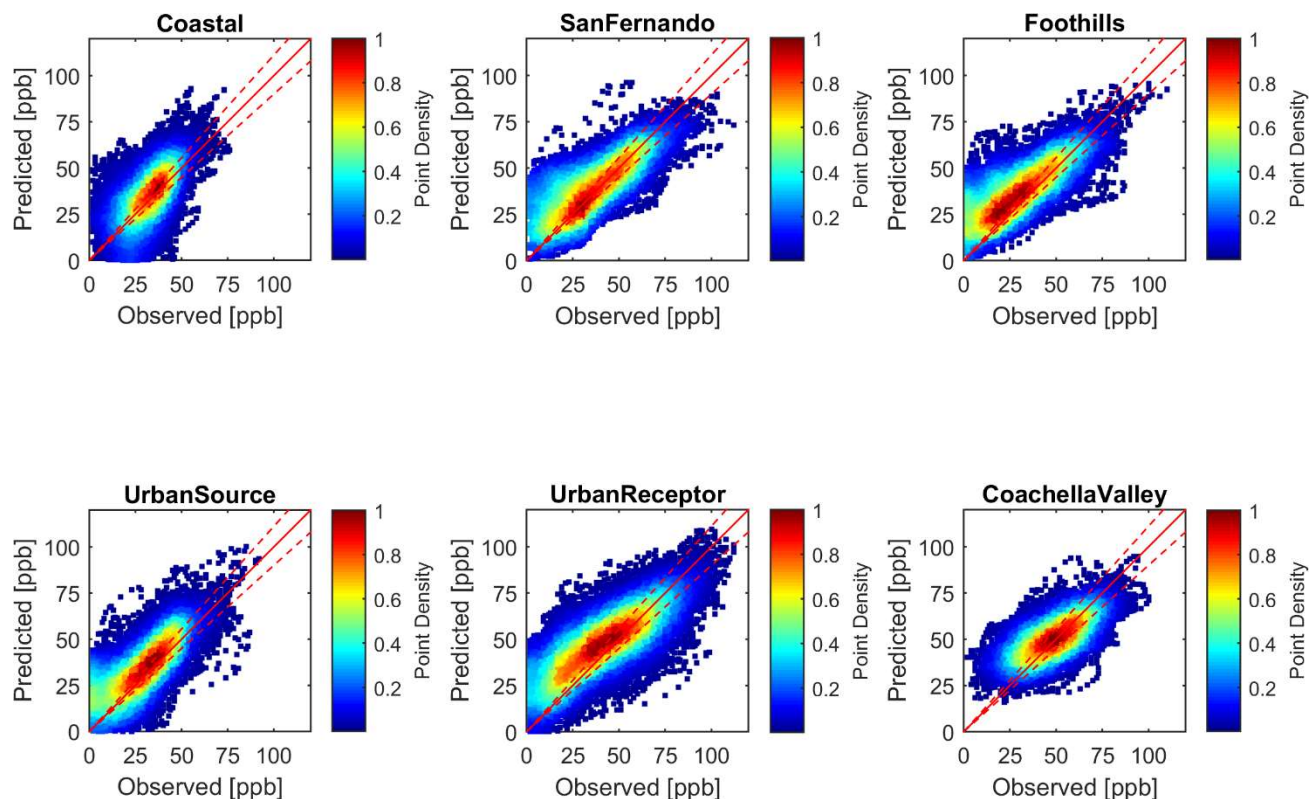 Coastal
SanFernando
Foothills
Predicted [ppb]
100
75
50
25
0
0 25 50 75 100
Observed [ppb]
1
0.8
0.6
0.4
0.2
Point Density
Predicted [ppb]
100
75
50
25
0
0 25 50 75 100
Observed [ppb]
1
0.8
0.6
0.4
0.2
Point Density
Predicted [ppb]
100
75
50
25
0
0 25 50 75 100
Observed [ppb]
1
0.8
0.6
0.4
0.2
Point Density
UrbanSource
UrbanReceptor
CoachellaValley
Predicted [ppb]
100
75
50
25
0
0 25 50 75 100
Observed [ppb]
1
0.8
0.6
0.4
0.2
Point Density
Predicted [ppb]
100
75
50
25
0
0 25 50 75 100
Observed [ppb]
1
0.8
0.6
0.4
0.2
Point Density
Predicted [ppb]
100
75
50
25
0
0 25 50 75 100
Observed [ppb]
1
0.8
0.6
0.4
0.2
Point Density